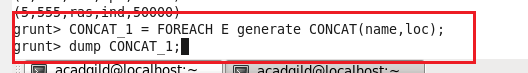 (5,555,ras,ind,50000)
grunt> CONCAT_1 = FOREACH E generate CONCAT(name,loc);
grunt> dump CONCAT_1;
acadgild@localhost:~
acadgild@localhost:~